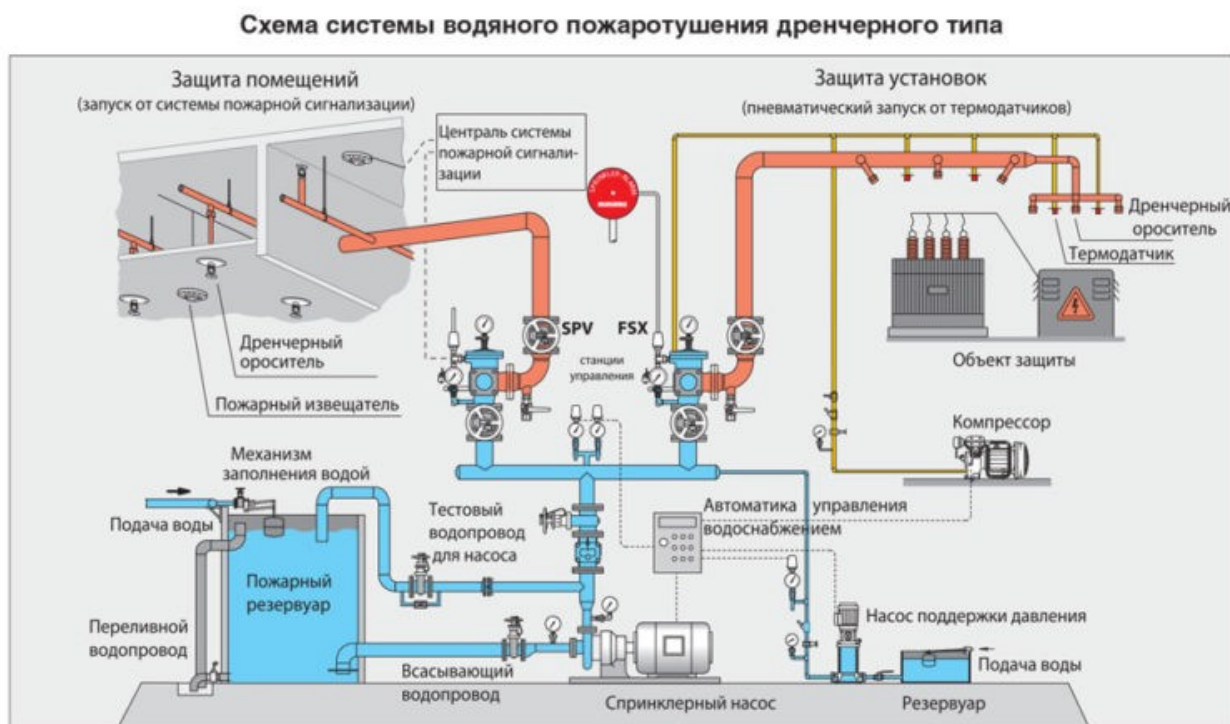 Схема системы водяного пожаротушения дренчерного типа
Защита помещений
(запуск от системы пожарной сигнализации)
Защита установок
(пневматический запуск от термодатчиков)
Централь системы
пожарной сигнали-
зации
SPRINKLER ALARM
Дренчерный
ороситель
Термодатчик
SPV
FSX
станции
управления
Объект защиты
Дренчерный
ороситель
Пожарный извещатель
Компрессор
Механизм
заполнения водой
Подача воды
Тестовый
водопровод
для насоса
Автоматика управления
водоснабжением
Пожарный
резервуар
Переливной
водопровод
Насос поддержки давления
Всасывающий
водопровод
Подача воды
Спринклерный насос
Резервуар